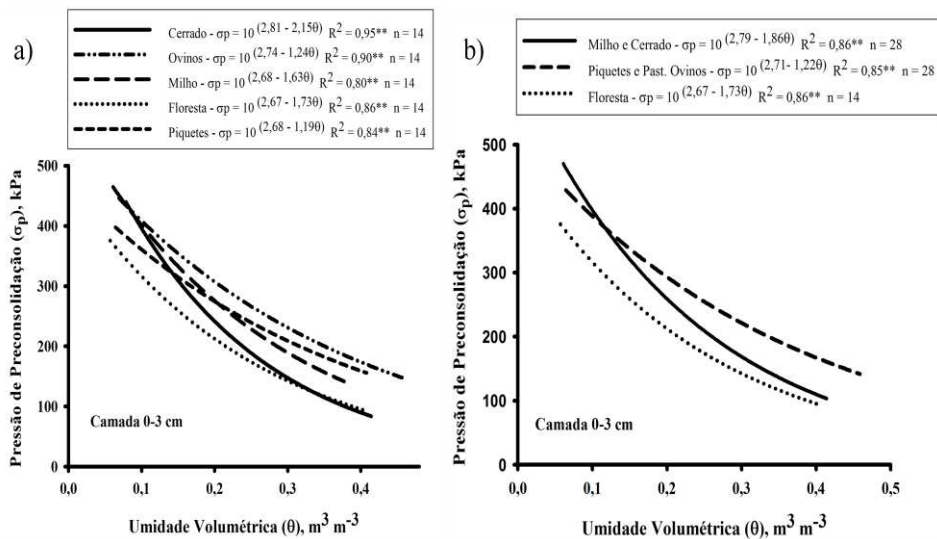 a)
Cerrado - σp = 10 (2,81 - 2,15θ) R² = 0,95** n = 14
Ovinos - σp = 10 (2,74 - 1,24θ) R² = 0,90** n = 14
Milho - σp = 10 (2,68 - 1,63θ) R² = 0,80** n = 14
Floresta - σp = 10 (2,67 - 1,73θ) R² = 0,86** n = 14
Piquetes - σp = 10 (2,68 - 1,19θ) R² = 0,84** n = 14
Pressão de Preconsolidação (σp), kPa
500
400
300
200
100
0
Camada 0-3 cm
0,0 0,1 0,2 0,3 0,4
Umidade Volumétrica (θ), m³ m⁻³
b)
Milho e Cerrado - σp = 10 (2,79 - 1,86θ) R² = 0,86** n = 28
Piquetes e Past. Ovinos - σp = 10 (2,71- 1,22θ) R² = 0,85** n = 28
Floresta - σp = 10 (2,67 - 1,73θ) R² = 0,86** n = 14
Pressão de Preconsolidação (σp), kPa
500
400
300
200
100
0
Camada 0-3 cm
0,0 0,1 0,2 0,3 0,4 0,5
Umidade Volumétrica (θ), m³ m⁻³